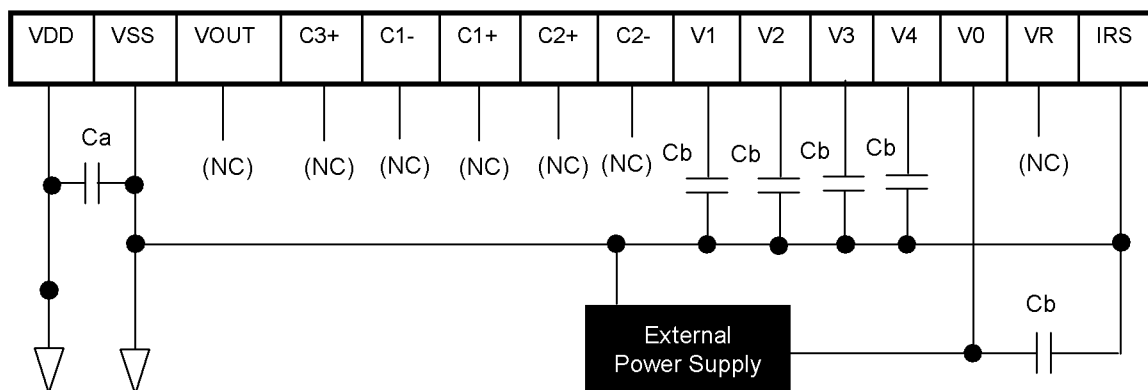 VDD VSS VOUT C3+ C1- C1+ C2+ C2- V1 V2 V3 V4 V0 VR IRS
Ca
(NC) (NC) (NC) (NC) (NC) (NC) Cb Cb Cb Cb (NC)
External
Power Supply
Cb